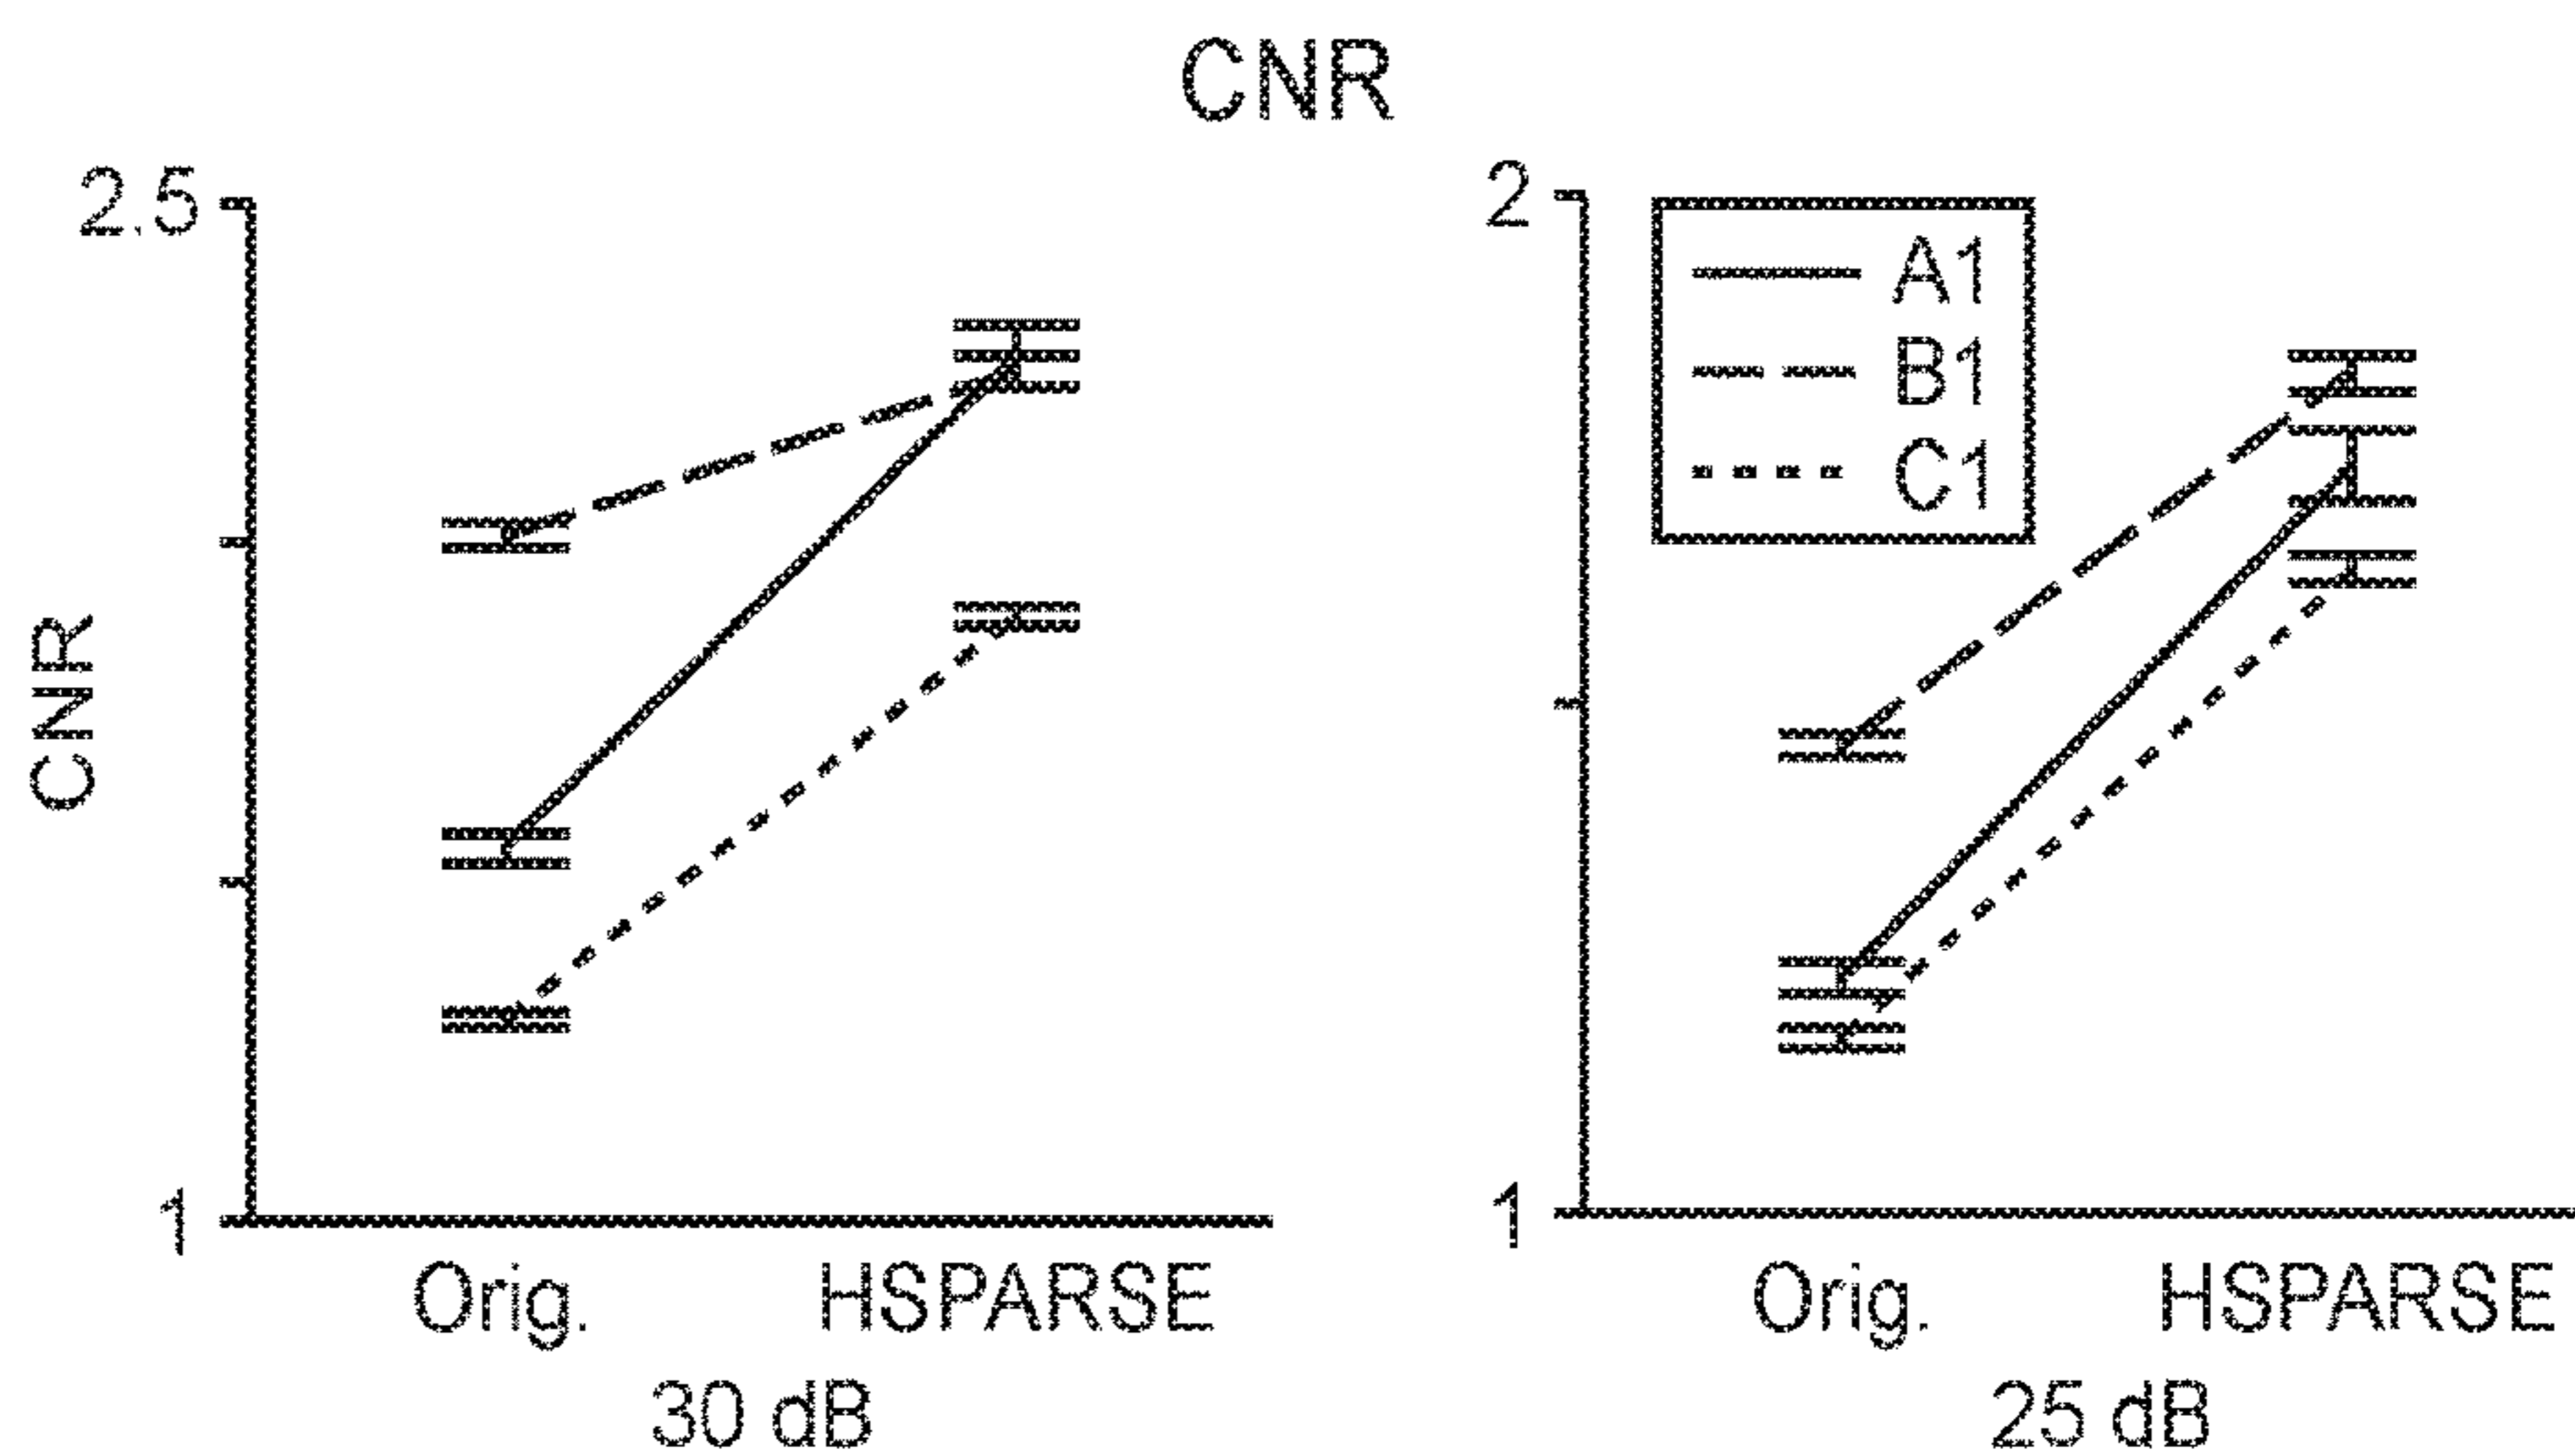 CNR
2.5
CNR
1
Orig. HSPARSE
30 dB
2
A1
B1
C1
1
Orig. HSPARSE
25 dB